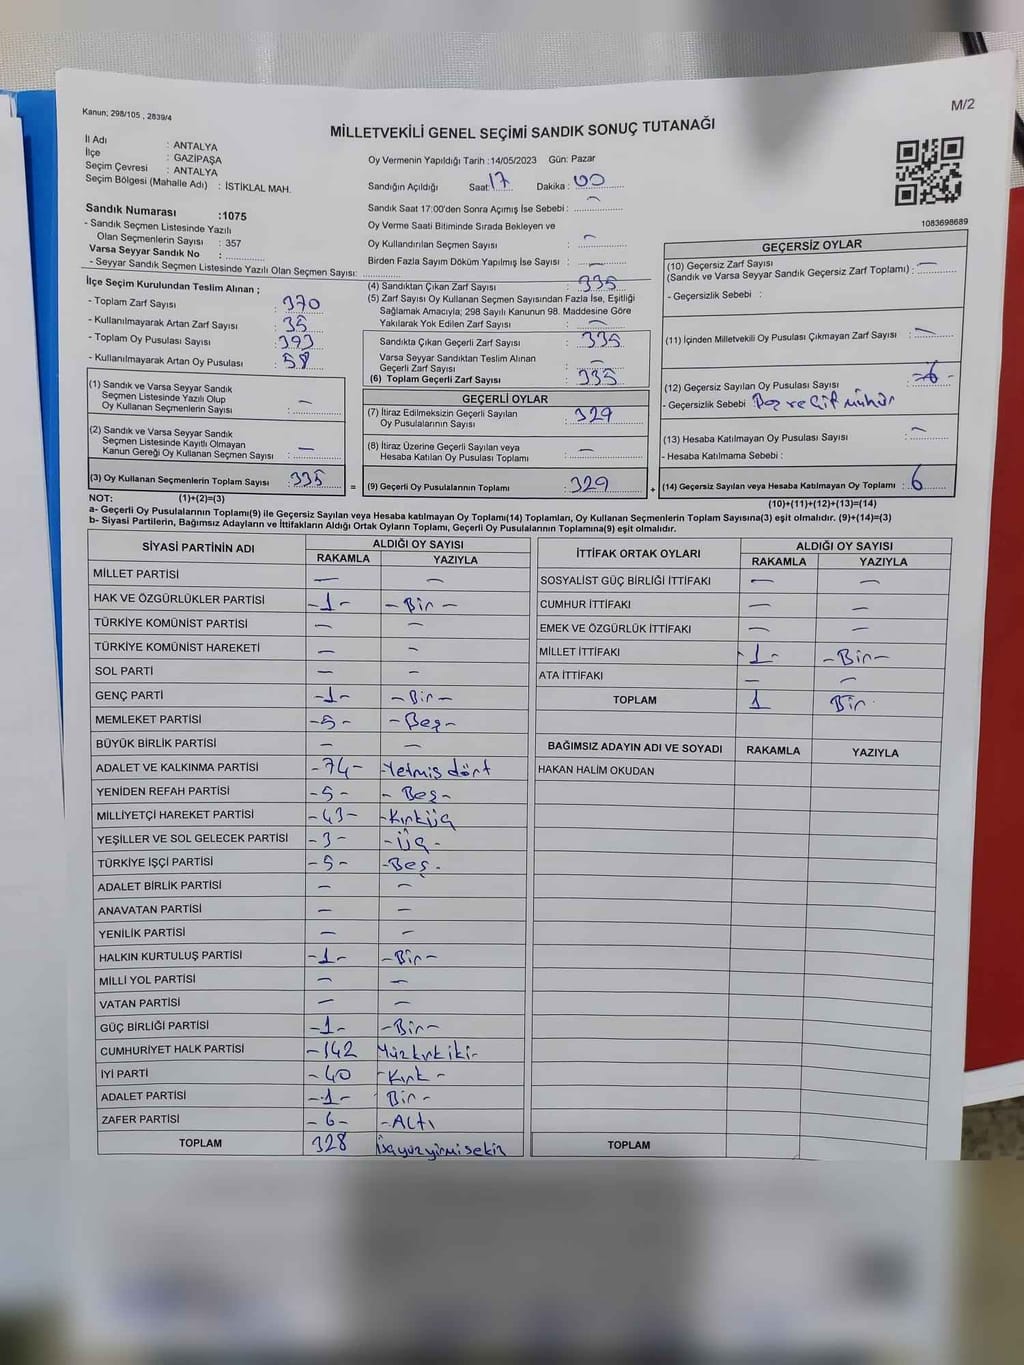 Kanun; 298/105 , 2839/4
M/2
MİLLETVEKİLİ GENEL SEÇİMİ SANDIK SONUÇ TUTANAĞI
İl Adı : ANTALYA
İlçe : GAZİPAŞA
Seçim Çevresi : ANTALYA
Seçim Bölgesi (Mahalle Adı) : İSTİKLAL MAH.
Sandık Numarası :1075
- Sandık Seçmen Listesinde Yazılı
Olan Seçmenlerin Sayısı : 357
Varsa Seyyar Sandık No :
- Seyyar Sandık Seçmen Listesinde Yazılı Olan Seçmen Sayısı:
Oy Vermenin Yapıldığı Tarih :14/05/2023 Gün: Pazar
Sandığın Açıldığı Saat: 17 Dakika : 00
Sandık Saat 17:00'den Sonra Açımış İse Sebebi : —
Oy Verme Saati Bitiminde Sırada Bekleyen ve
Oy Kullandırılan Seçmen Sayısı : —
Birden Fazla Sayım Döküm Yapılmış İse Sayısı : —
1083698689
İlçe Seçim Kurulundan Teslim Alınan ;
- Toplam Zarf Sayısı : 370
- Kullanılmayarak Artan Zarf Sayısı : 35
- Toplam Oy Pusulası Sayısı : 393
- Kullanılmayarak Artan Oy Pusulası : 58
(1) Sandık ve Varsa Seyyar Sandık
Seçmen Listesinde Yazılı Olup
Oy Kullanan Seçmenlerin Sayısı : —
(2) Sandık ve Varsa Seyyar Sandık
Seçmen Listesinde Kayıtlı Olmayan
Kanun Gereği Oy Kullanan Seçmen Sayısı : —
(3) Oy Kullanan Seçmenlerin Toplam Sayısı : 335
(4) Sandıktan Çıkan Zarf Sayısı : 335
(5) Zarf Sayısı Oy Kullanan Seçmen Sayısından Fazla İse, Eşitliği
Sağlamak Amacıyla; 298 Sayılı Kanunun 98. Maddesine Göre
Yakılarak Yok Edilen Zarf Sayısı : —
Sandıkta Çıkan Geçerli Zarf Sayısı : 335
Varsa Seyyar Sandıktan Teslim Alınan
Geçerli Zarf Sayısı : —
(6) Toplam Geçerli Zarf Sayısı : 335
GEÇERLİ OYLAR
(7) İtiraz Edilmeksizin Geçerli Sayılan
Oy Pusulalarının Sayısı : 329
(8) İtiraz Üzerine Geçerli Sayılan veya
Hesaba Katılan Oy Pusulası Toplamı : —
= (9) Geçerli Oy Pusulalarının Toplamı : 329 +
GEÇERSİZ OYLAR
(10) Geçersiz Zarf Sayısı
(Sandık ve Varsa Seyyar Sandık Geçersiz Zarf Toplamı) : —
- Geçersizlik Sebebi :
(11) İçinden Milletvekili Oy Pusulası Çıkmayan Zarf Sayısı : —
(12) Geçersiz Sayılan Oy Pusulası Sayısı : 6
- Geçersizlik Sebebi Boş ve Çift mühür
(13) Hesaba Katılmayan Oy Pusulası Sayısı : —
- Hesaba Katılmama Sebebi :
(14) Geçersiz Sayılan veya Hesaba Katılmayan Oy Toplamı : 6
NOT: (1)+(2)=(3) (10)+(11)+(12)+(13)=(14)
a- Geçerli Oy Pusulalarının Toplamı(9) ile Geçersiz Sayılan veya Hesaba katılmayan Oy Toplamı(14) Toplamları, Oy Kullanan Seçmenlerin Toplam Sayısına(3) eşit olmalıdır. (9)+(14)=(3)
b- Siyasi Partilerin, Bağımsız Adayların ve İttifakların Aldığı Ortak Oyların Toplamı, Geçerli Oy Pusulalarının Toplamına(9) eşit olmalıdır.
SİYASİ PARTİNİN ADI ALDIĞI OY SAYISI
RAKAMLA YAZIYLA
MİLLET PARTİSİ — —
HAK VE ÖZGÜRLÜKLER PARTİSİ -1- -Bir-
TÜRKİYE KOMÜNİST PARTİSİ — —
TÜRKİYE KOMÜNİST HAREKETİ — —
SOL PARTİ — —
GENÇ PARTİ -1- -Bir-
MEMLEKET PARTİSİ -5- -Beş-
BÜYÜK BİRLİK PARTİSİ — —
ADALET VE KALKINMA PARTİSİ -74- -Yetmiş dört
YENİDEN REFAH PARTİSİ -5- -Beş-
MİLLİYETÇİ HAREKET PARTİSİ -43- -Kırküç
YEŞİLLER VE SOL GELECEK PARTİSİ -3- -Üç-
TÜRKİYE İŞÇİ PARTİSİ -5- -Beş-
ADALET BİRLİK PARTİSİ — —
ANAVATAN PARTİSİ — —
YENİLİK PARTİSİ — —
HALKIN KURTULUŞ PARTİSİ -1- -Bir-
MİLLİ YOL PARTİSİ — —
VATAN PARTİSİ — —
GÜÇ BİRLİĞİ PARTİSİ -1- -Bir-
CUMHURİYET HALK PARTİSİ -142 Yüzkırkiki-
İYİ PARTİ -40 -Kırk-
ADALET PARTİSİ -1- Bir-
ZAFER PARTİSİ -6- -Altı
TOPLAM 328 Üçyüzyirmisekiz
İTTİFAK ORTAK OYLARI ALDIĞI OY SAYISI
RAKAMLA YAZIYLA
SOSYALİST GÜÇ BİRLİĞİ İTTİFAKI — —
CUMHUR İTTİFAKI — —
EMEK VE ÖZGÜRLÜK İTTİFAKI — —
MİLLET İTTİFAKI -1- -Bir-
ATA İTTİFAKI — —
TOPLAM 1 Bir
BAĞIMSIZ ADAYIN ADI VE SOYADI RAKAMLA YAZIYLA
HAKAN HALİM OKUDAN
TOPLAM